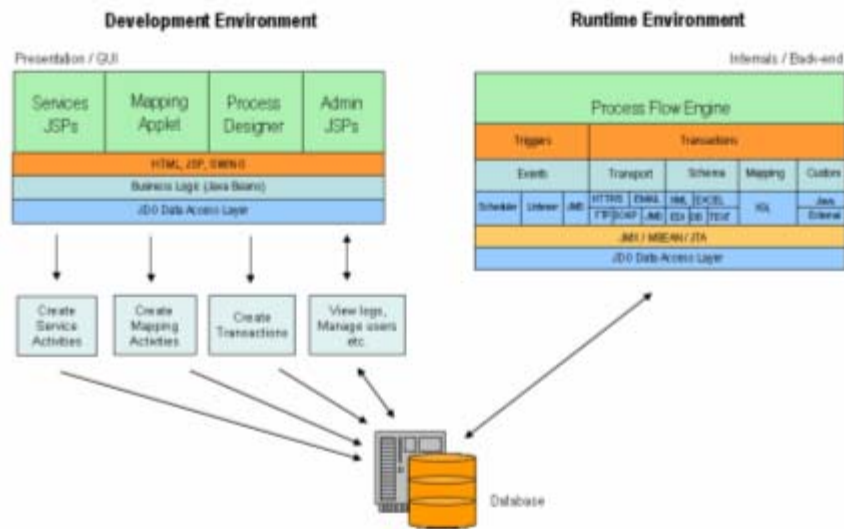 Development Environment
Runtime Environment
Presentation / GUI
Internals / Back-end
Services JSPs
Mapping Applet
Process Designer
Admin JSPs
HTML, JSP, SWING
Business Logic (Java Beans)
JDO Data Access Layer
Process Flow Engine
Triggers
Transactions
Events
Transport
Schema
Mapping
Custom
Scheduler
Listener
JMS
HTTP/S
EMAIL
XML
EXCEL
FTP
SOAP
JMS
EDI
DB
TEXT
XSL
Java
External
JMX / MBEAN / JTA
JDO Data Access Layer
Create
Service
Activities
Create
Mapping
Activities
Create
Transactions
View logs,
Manage users
etc.
Database